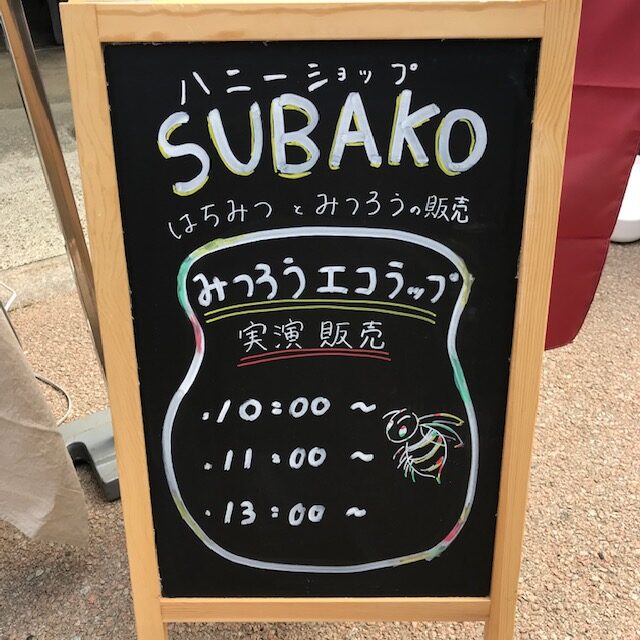 ハニーショップ
SUBAKO
はちみつとみつろうの販売
みつろうエコラップ
実演販売
・10:00～
・11:00～
・13:00～